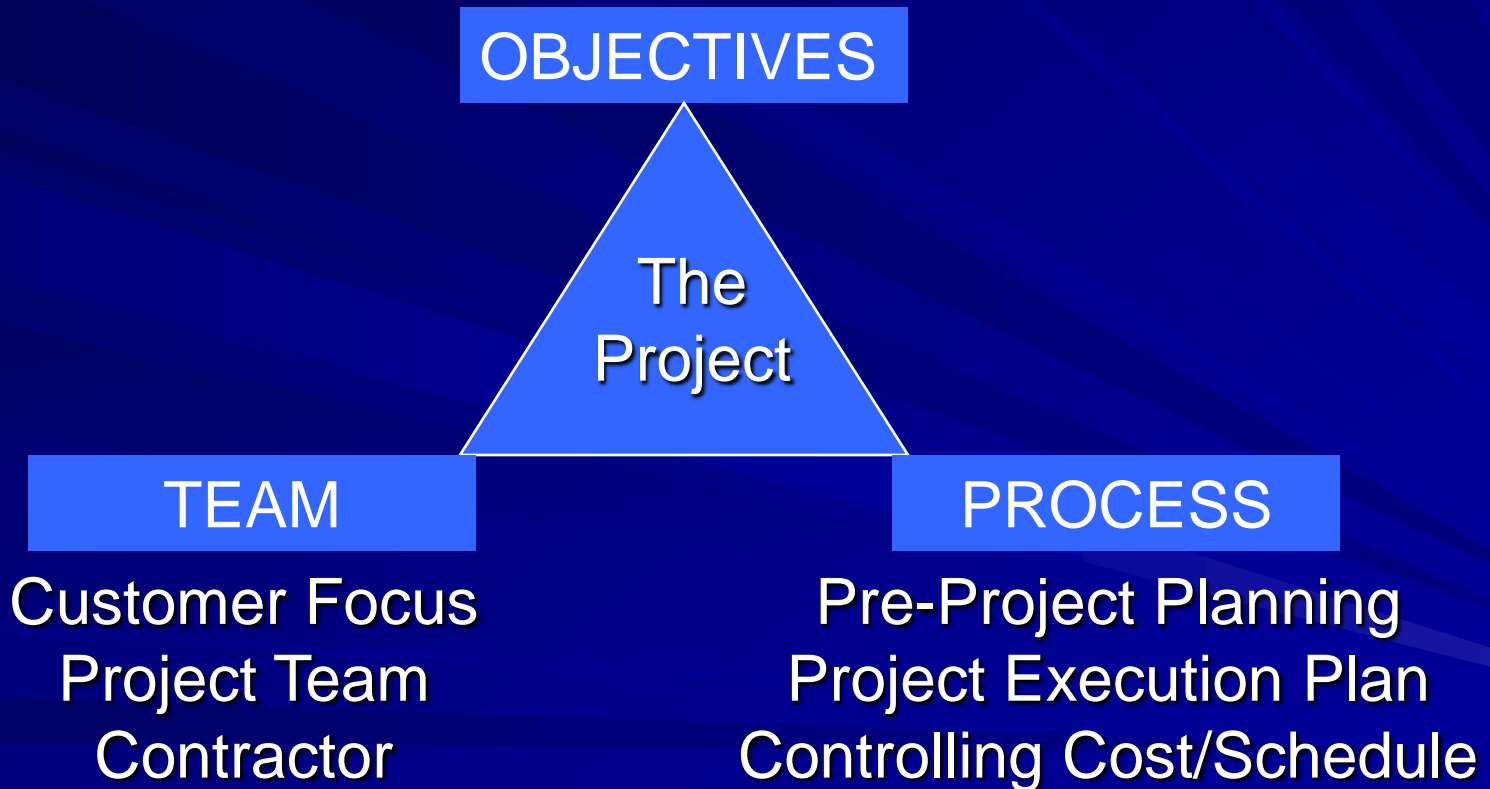 OBJECTIVES
The
Project
TEAM
Customer Focus
Project Team
Contractor
PROCESS
Pre-Project Planning
Project Execution Plan
Controlling Cost/Schedule